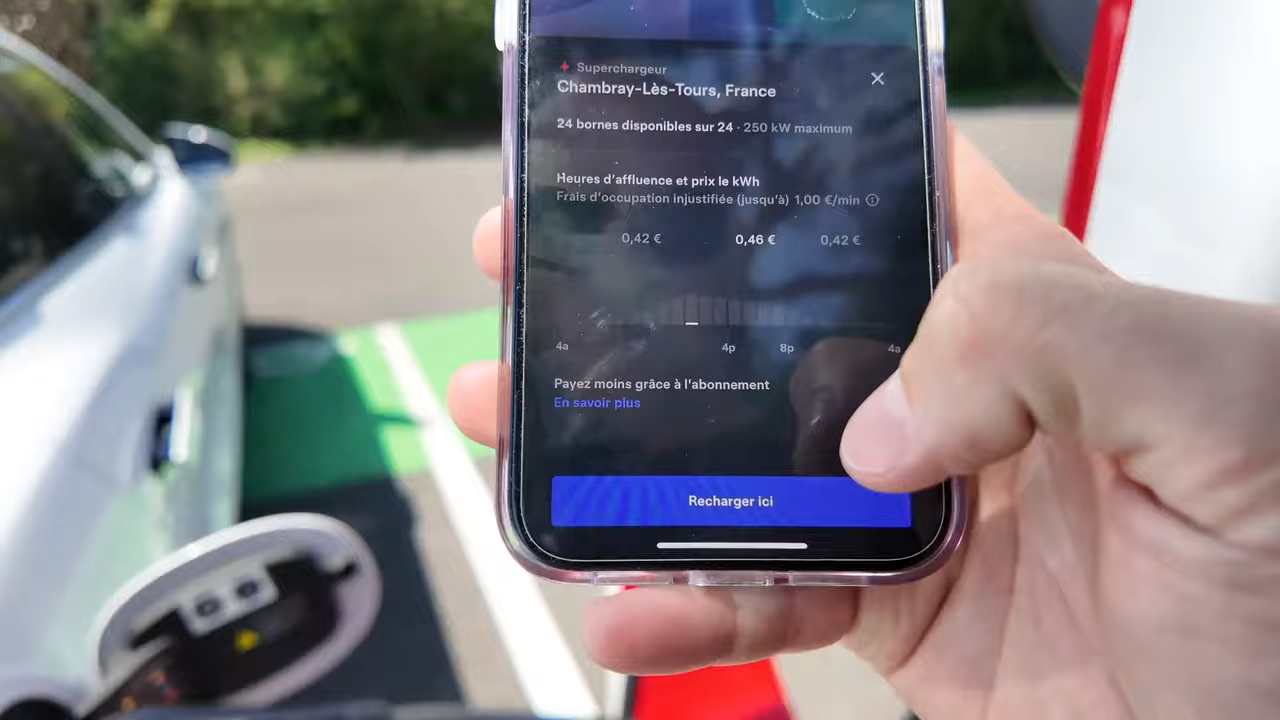 Superchargeur
Chambray-Lès-Tours, France
24 bornes disponibles sur 24 · 250 kW maximum
Heures d'affluence et prix le kWh
Frais d'occupation injustifiée (jusqu'à) 1,00 €/min
0,42 € 0,46 € 0,42 €
4a 4p 8p 4a
Payez moins grâce à l'abonnement
En savoir plus
Recharger ici